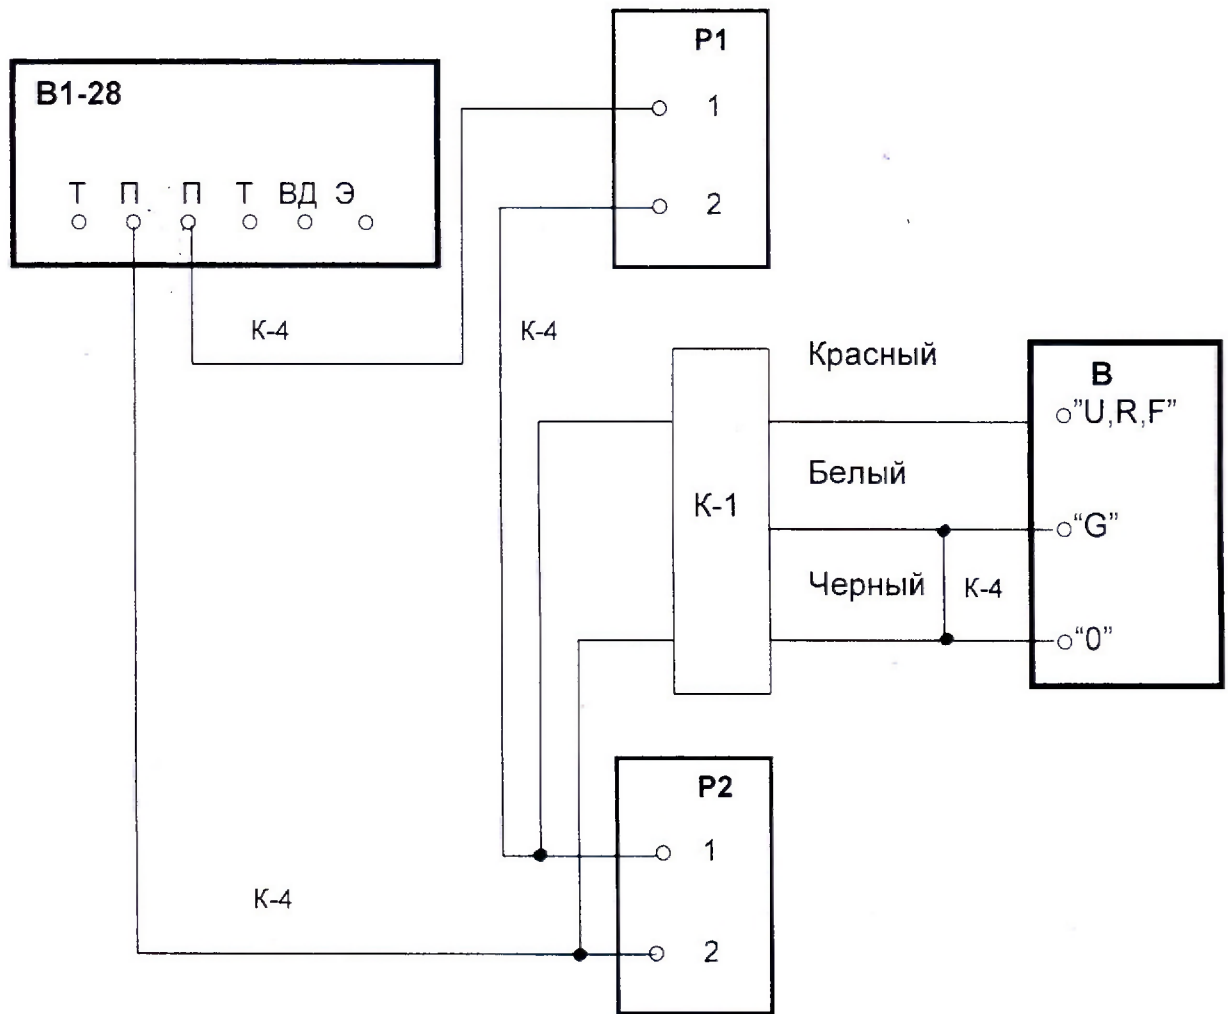 В1-28
Т П П Т ВД Э
Р1
1
2
К-4
К-4
Красный
Белый
Черный
К-1
К-4
В
"U,R,F"
"G"
"0"
Р2
1
2
К-4